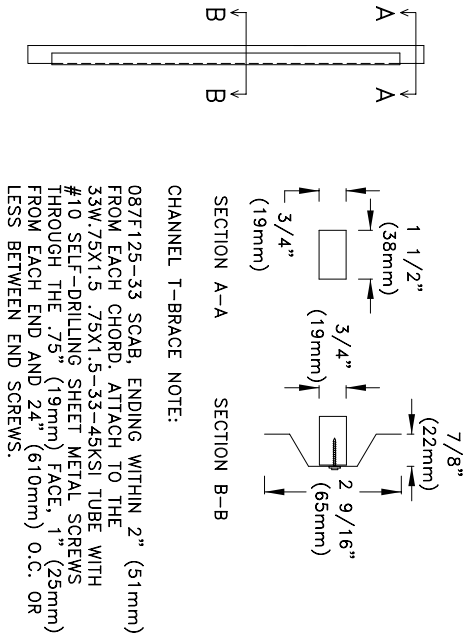 A A
B B
1 1/2"
(38mm)
3/4"
(19mm)
SECTION A-A
7/8"
(22mm)
3/4"
(19mm)
2 9/16"
(65mm)
SECTION B-B
CHANNEL T-BRACE NOTE:
087F125-33 SCAB, ENDING WITHIN 2" (51mm)
FROM EACH CHORD. ATTACH TO THE
33W.75X1.5 .75X1.5-33-45KSI TUBE WITH
#10 SELF-DRILLING SHEET METAL SCREWS
THROUGH THE .75" (19mm) FACE, 1" (25mm)
FROM EACH END AND 24" (610mm) O.C. OR
LESS BETWEEN END SCREWS.